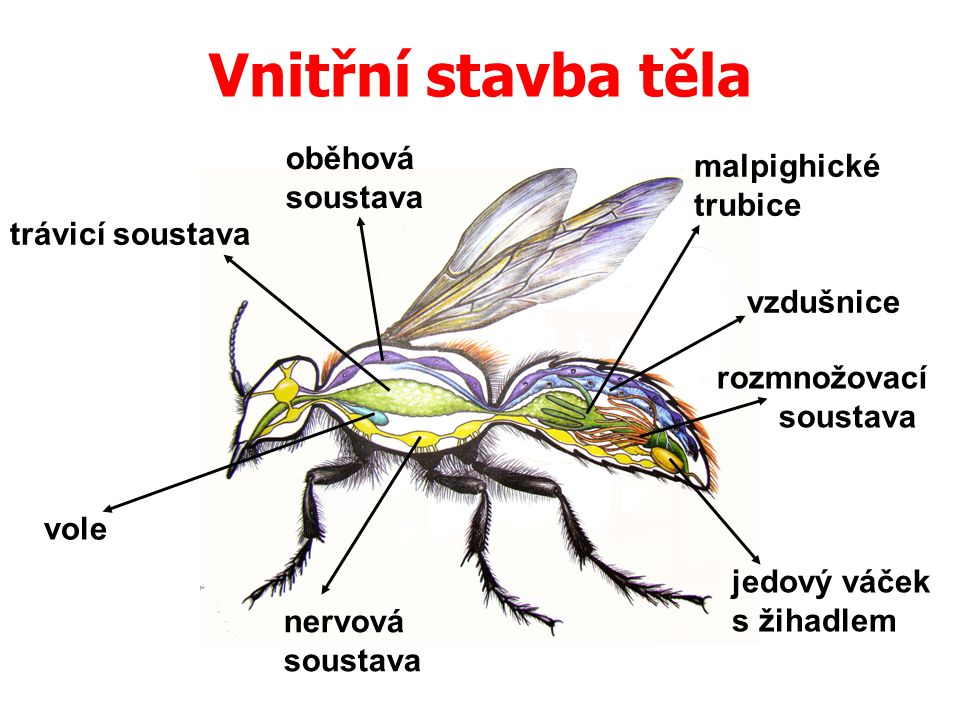 Vnitřní stavba těla
oběhová
soustava
malpighické
trubice
trávicí soustava
vzdušnice
rozmnožovací
soustava
vole
jedový váček
s žihadlem
nervová
soustava